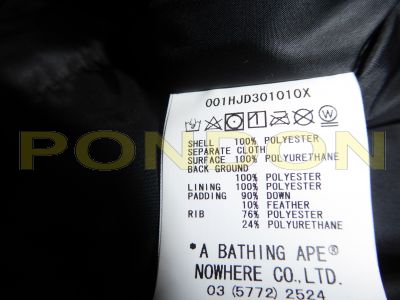 001HJD301010X
SHELL 100% POLYESTER
SEPARATE CLOTH
SURFACE 100% POLYURETHANE
BACK GROUND
100% POLYESTER
LINING 100% POLYESTER
PADDING 90% DOWN
10% FEATHER
RIB 76% POLYESTER
24% POLYURETHANE
"A BATHING APE®
NOWHERE CO., LTD.
03 (5772) 2524
PONPON